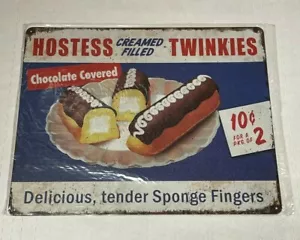 HOSTESS CREAMED FILLED TWINKIES
Chocolate Covered
10¢
FOR A
PKG. OF 2
Delicious, tender Sponge Fingers